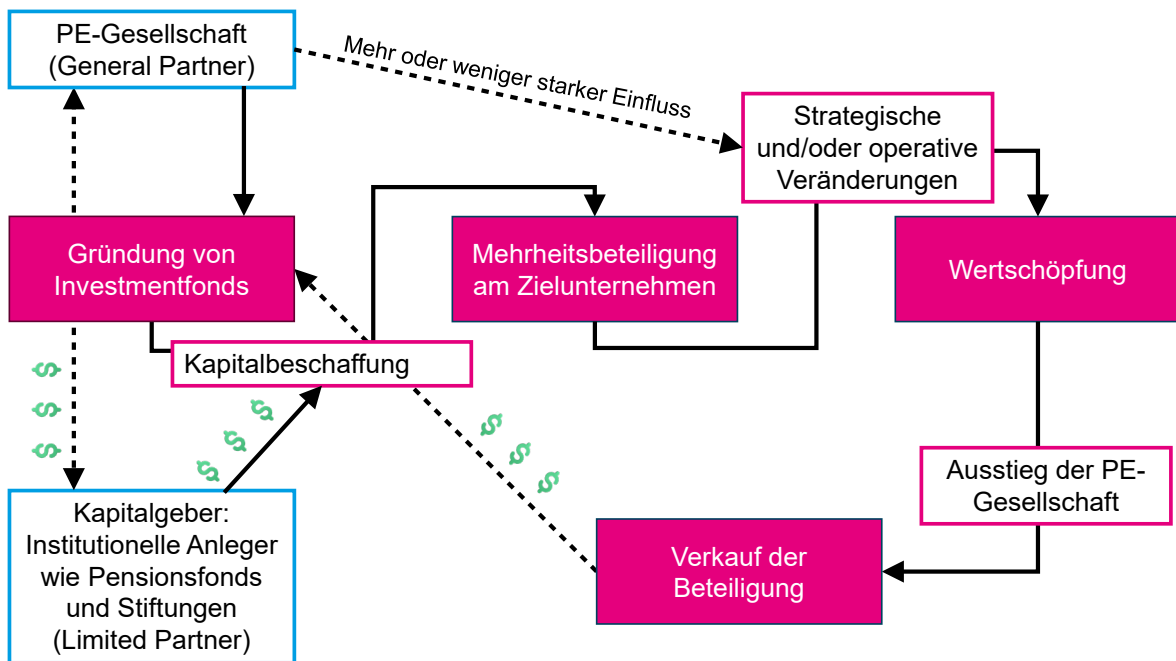 PE-Gesellschaft
(General Partner)
Mehr oder weniger starker Einfluss
Strategische
und/oder operative
Veränderungen
Gründung von
Investmentfonds
Mehrheitsbeteiligung
am Zielunternehmen
Wertschöpfung
Kapitalbeschaffung
$ $ $
$ $ $
$ $ $
Ausstieg der PE-
Gesellschaft
Kapitalgeber:
Institutionelle Anleger
wie Pensionsfonds
und Stiftungen
(Limited Partner)
Verkauf der
Beteiligung